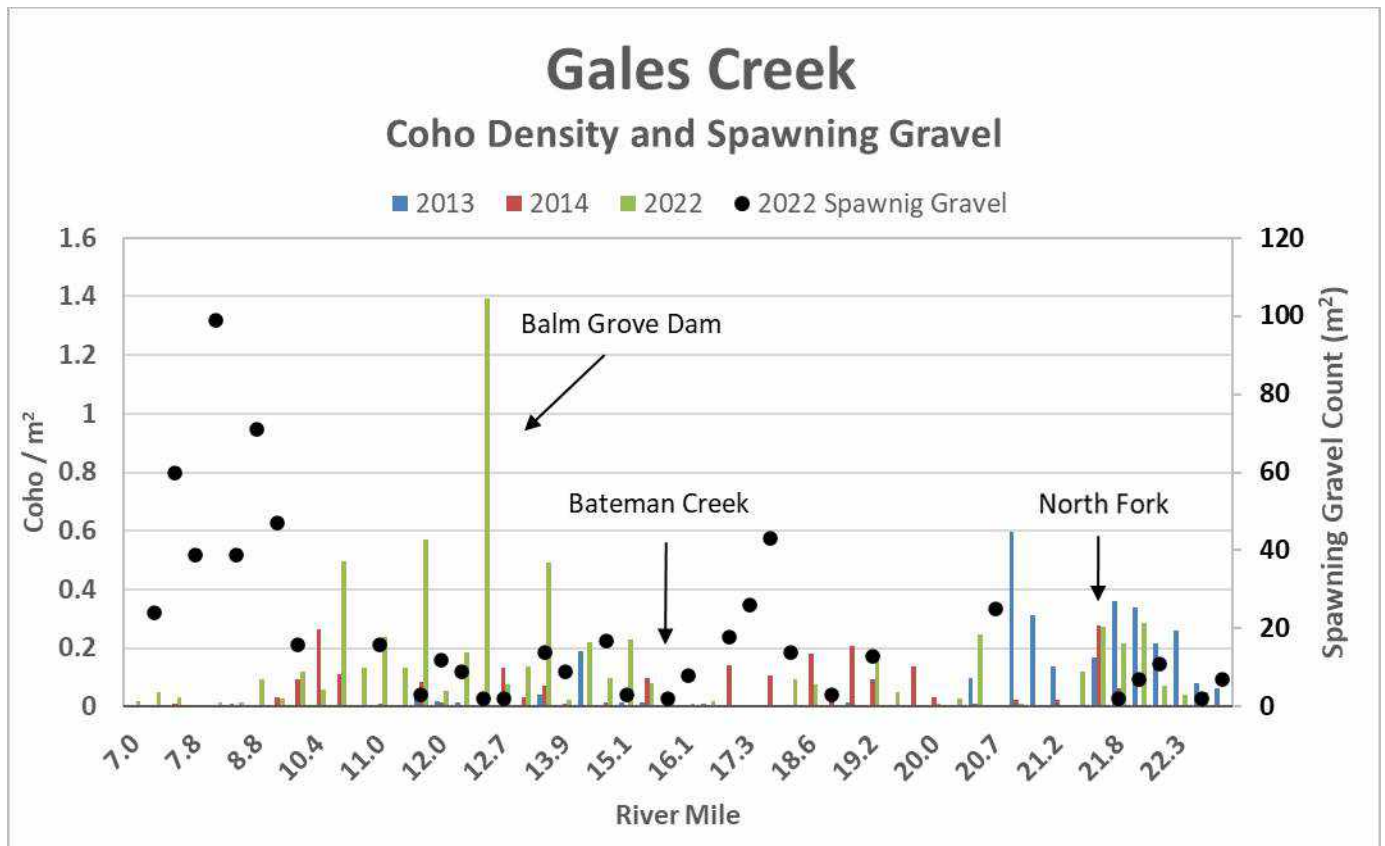 Gales Creek
Coho Density and Spawning Gravel
2013 2014 2022 2022 Spawnig Gravel
1.6
1.4
1.2
1
0.8
0.6
0.4
0.2
0
Coho / m²
120
100
80
60
40
20
0
Spawning Gravel Count (m²)
Balm Grove Dam
Bateman Creek
North Fork
7.0 7.8 8.8 10.4 11.0 12.0 12.7 13.9 15.1 16.1 17.3 18.6 19.2 20.0 20.7 21.2 21.8 22.3
River Mile